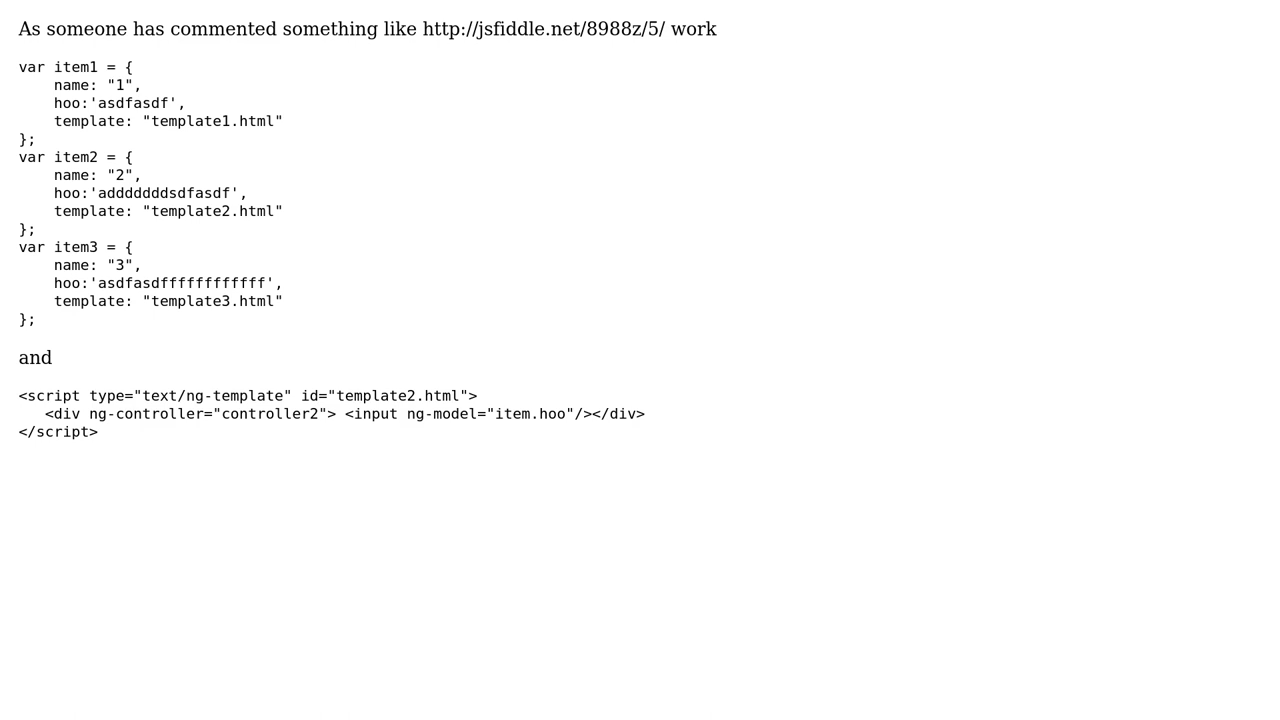 As someone has commented something like http://jsfiddle.net/8988z/5/ work
var item1 = {
    name: "1",
    hoo:'asdfasdf',
    template: "template1.html"
};
var item2 = {
    name: "2",
    hoo:'adddddddsdfasdf',
    template: "template2.html"
};
var item3 = {
    name: "3",
    hoo:'asdfasdffffffffffff',
    template: "template3.html"
};
and
<script type="text/ng-template" id="template2.html">
   <div ng-controller="controller2"> <input ng-model="item.hoo"/></div>
</script>